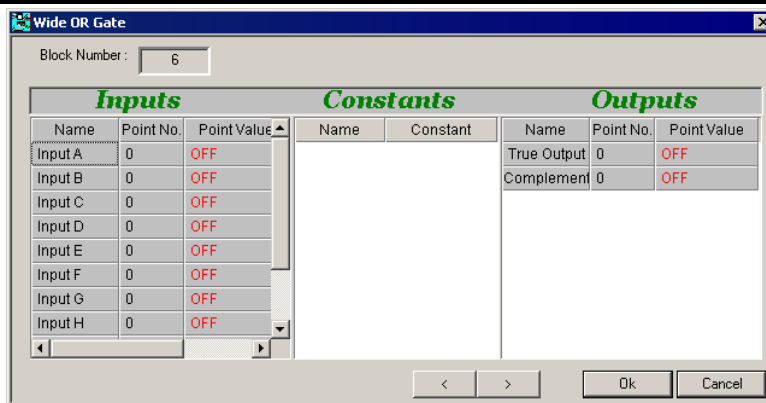 Wide OR Gate
Block Number : 6
Inputs Constants Outputs
Name Point No. Point Value Name Constant Name Point No. Point Value
Input A 0 OFF True Output 0 OFF
Input B 0 OFF Complement 0 OFF
Input C 0 OFF
Input D 0 OFF
Input E 0 OFF
Input F 0 OFF
Input G 0 OFF
Input H 0 OFF
< > Ok Cancel